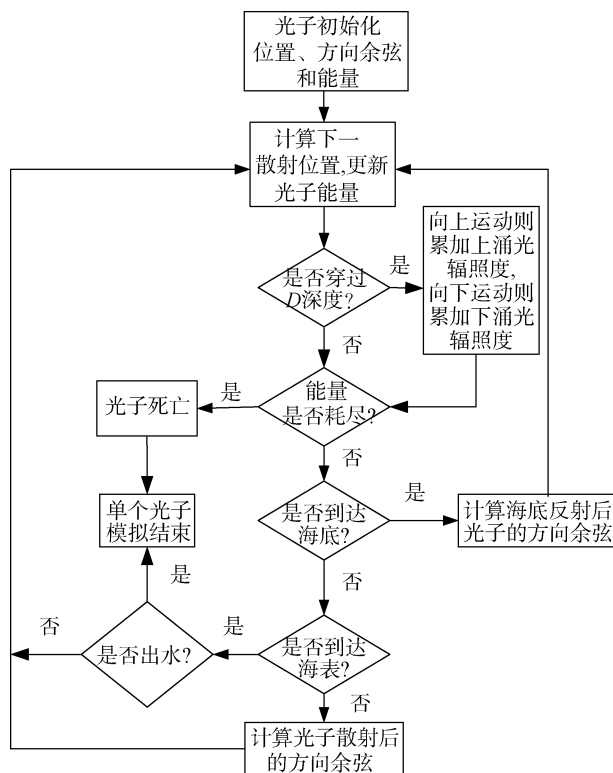 光子初始化
位置、方向余弦
和能量
计算下一
散射位置,更新
光子能量
是否穿过
D深度?
是
向上运动则
累加上涌光
辐照度,
向下运动则
累加下涌光
辐照度
否
能量
是否耗尽?
是
光子死亡
否
单个光子
模拟结束
是否到达
海底?
是
计算海底反射后
光子的方向余弦
是
否
否
是否出水?
是
是否到达
海表?
否
计算光子散射后
的方向余弦